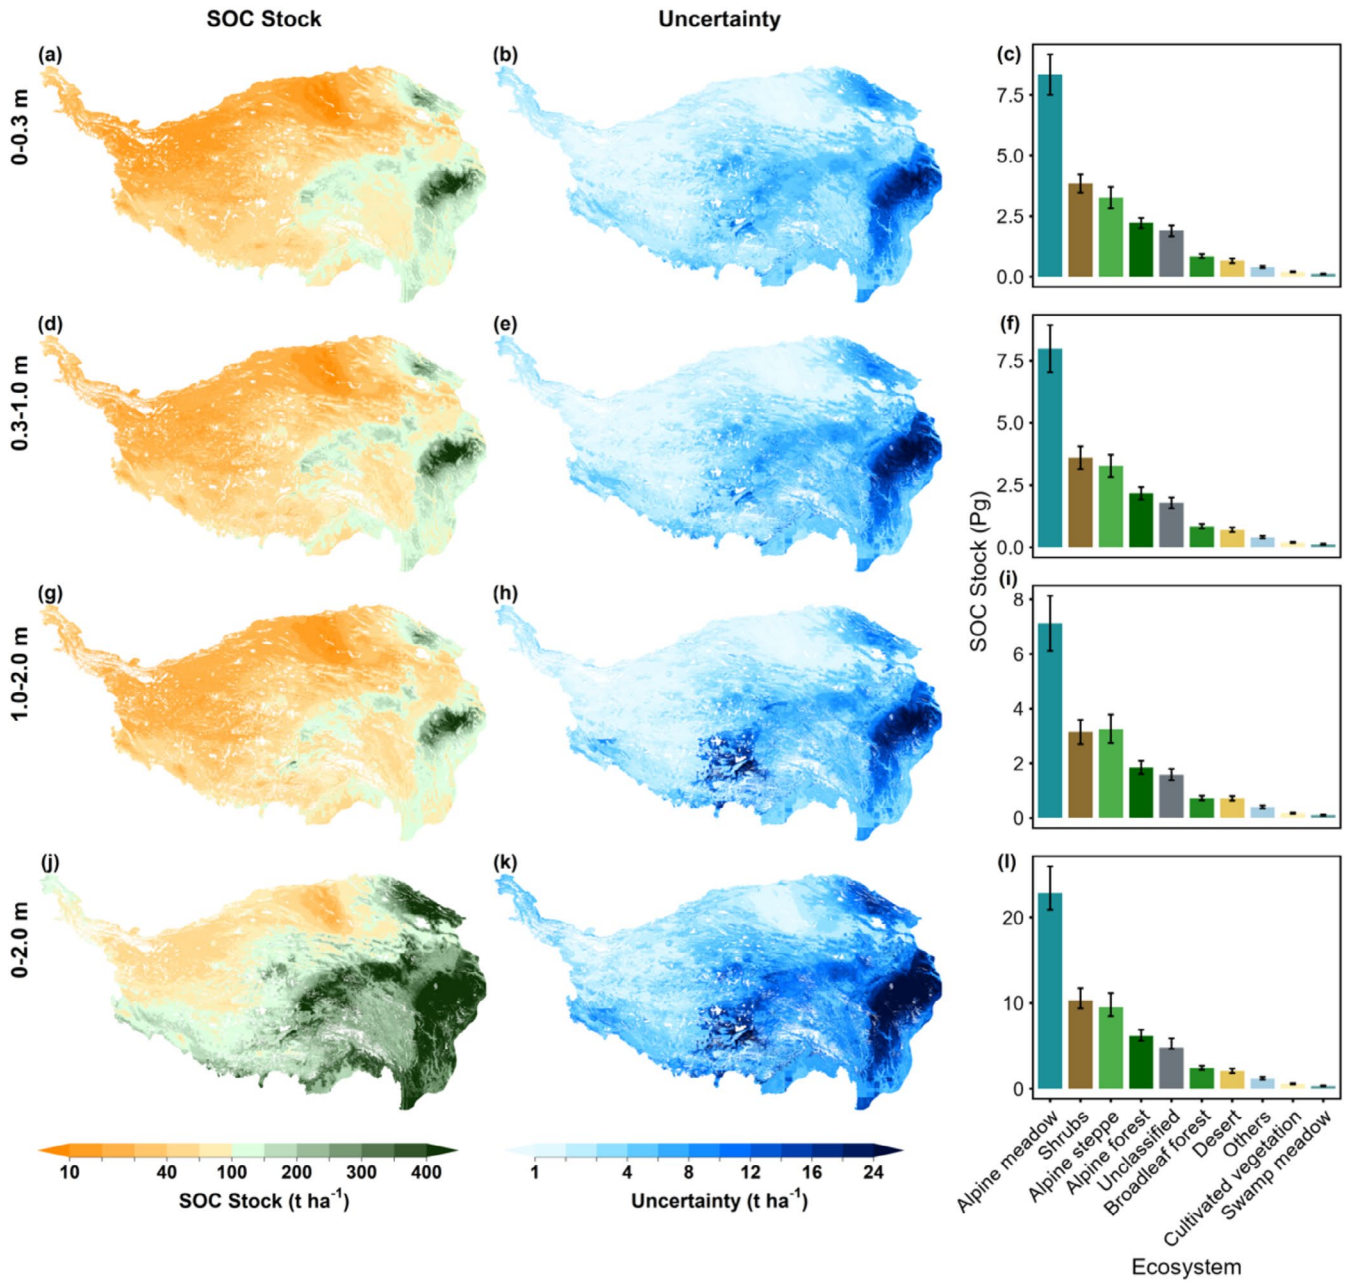 SOC Stock
Uncertainty
0-0.3 m
(a)
(b)
(c)
7.5
5.0
2.5
0.0
0.3-1.0 m
(d)
(e)
(f)
7.5
5.0
2.5
0.0
SOC Stock (Pg)
1.0-2.0 m
(g)
(h)
(i)
8
6
4
2
0
0-2.0 m
(j)
(k)
(l)
20
10
0
10 40 100 200 300 400
SOC Stock (t ha⁻¹)
1 4 8 12 16 24
Uncertainty (t ha⁻¹)
Alpine meadow
Shrubs
Alpine steppe
Alpine forest
Unclassified
Broadleaf forest
Desert
Others
Cultivated vegetation
Swamp meadow
Ecosystem